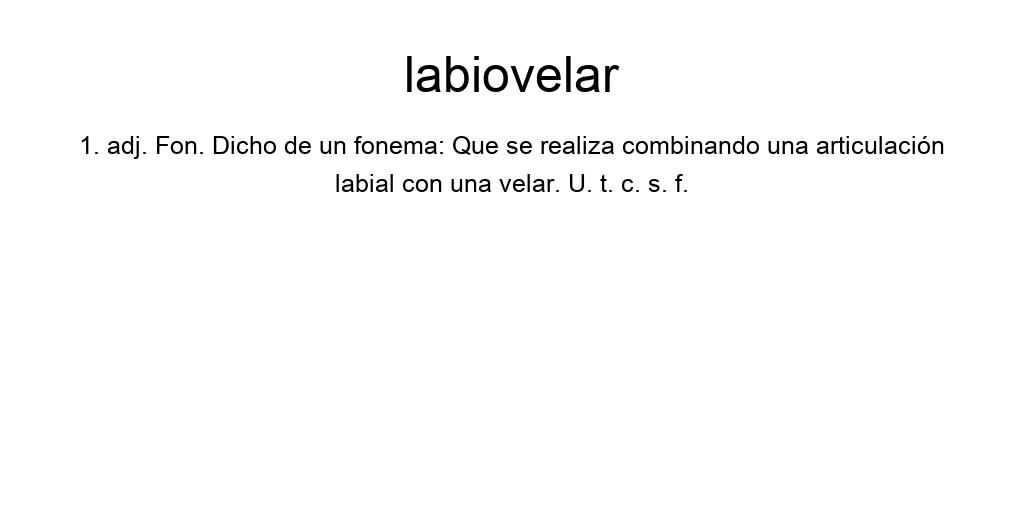 labiovelar
1. adj. Fon. Dicho de un fonema: Que se realiza combinando una articulación
labial con una velar. U. t. c. s. f.